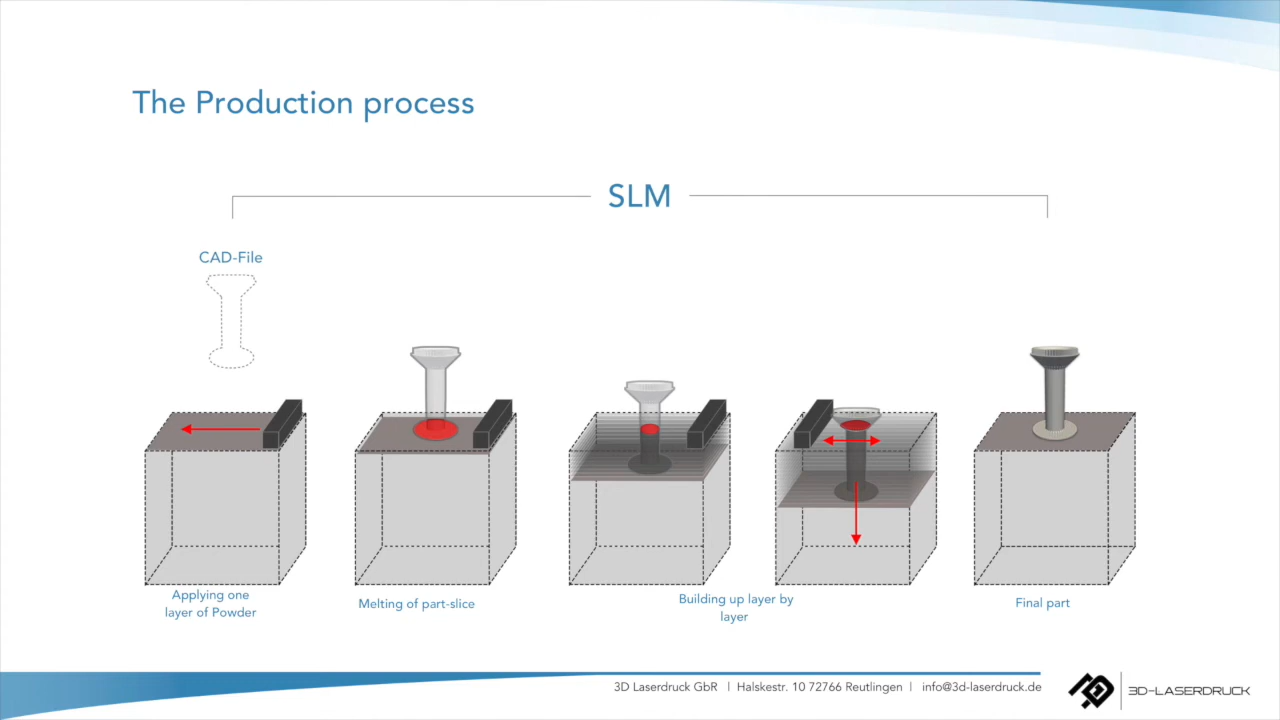 The Production process
SLM
CAD-File
Applying one
layer of Powder
Melting of part-slice
Building up layer by
layer
Final part
3D Laserdruck GbR | Halskestr. 10 72766 Reutlingen | info@3d-laserdruck.de
3D-LASERDRUCK